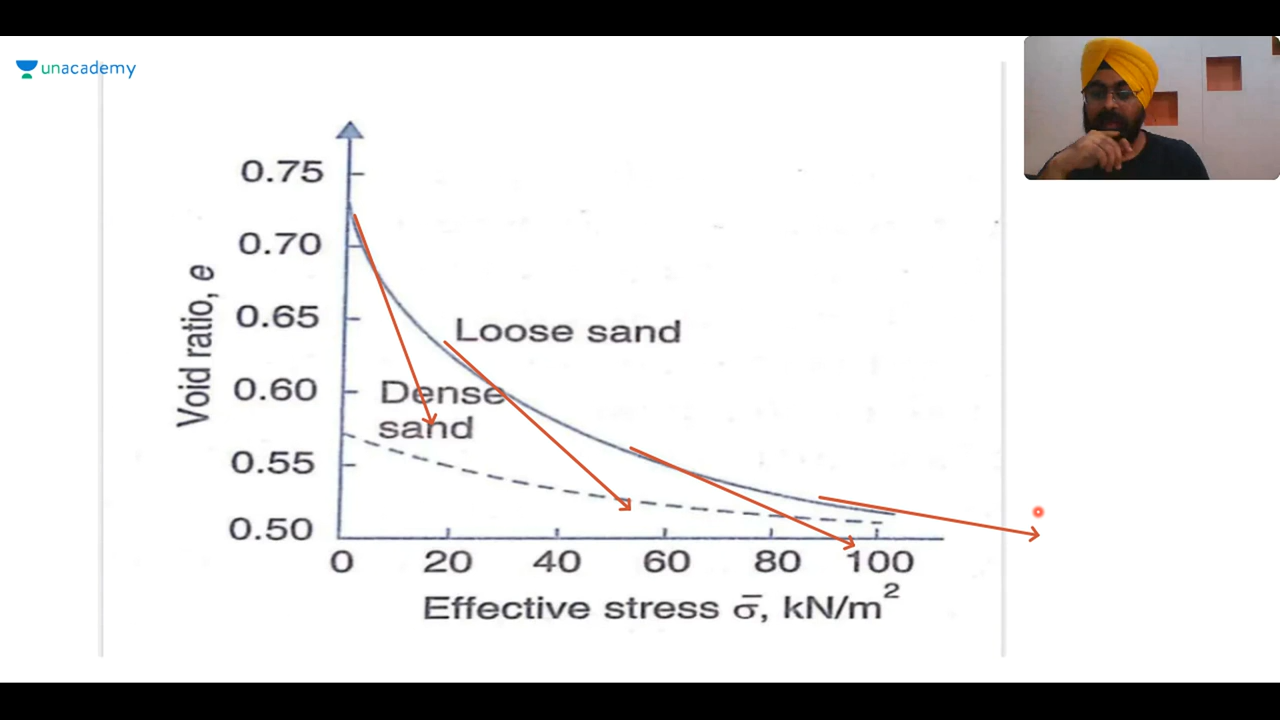 unacademy
0.75
0.70
0.65
0.60
0.55
0.50
Void ratio, e
Loose sand
Dense
sand
0 20 40 60 80 100
Effective stress σ̅, kN/m²